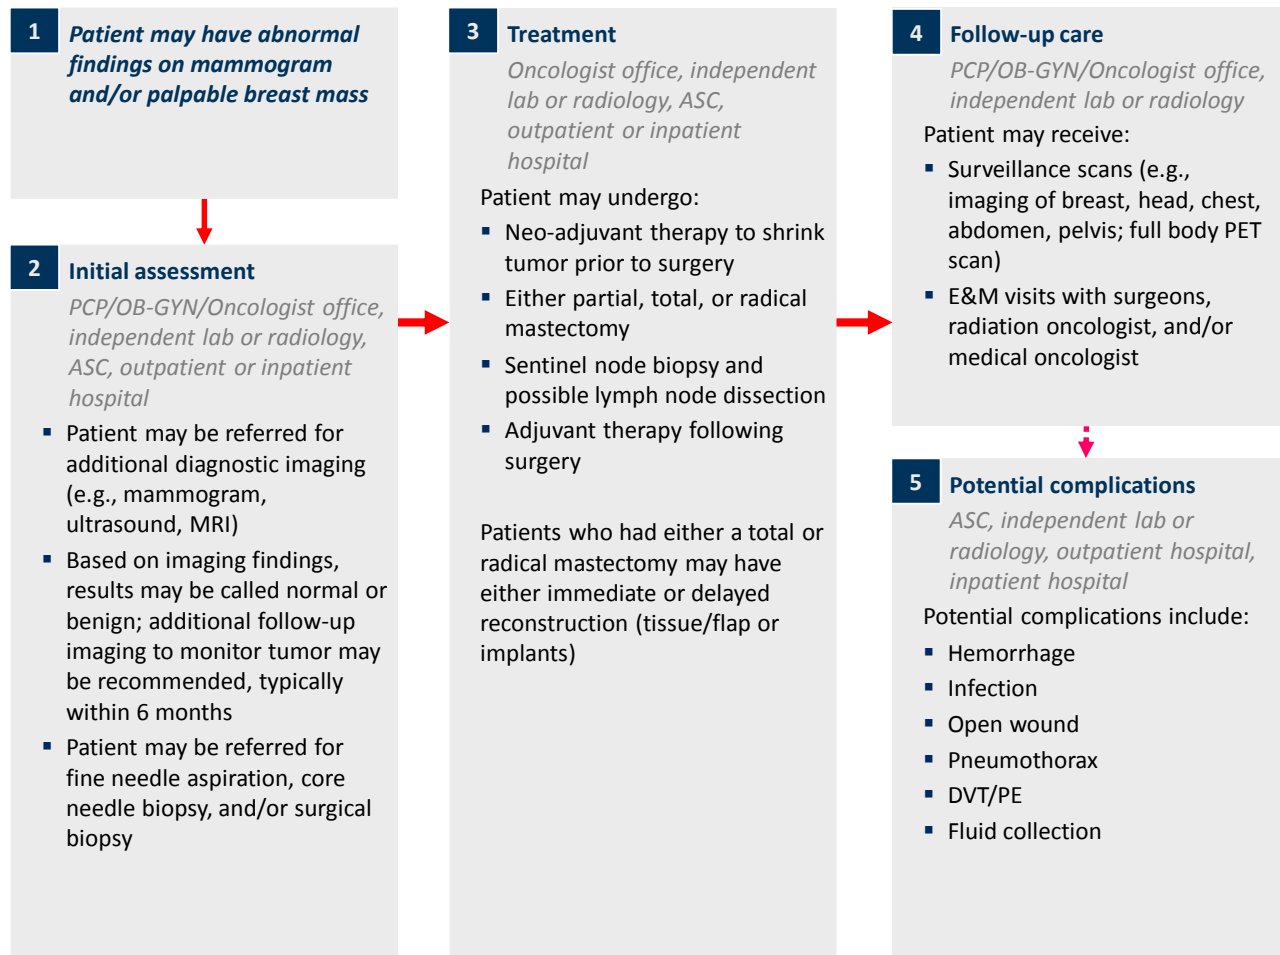 1
Patient may have abnormal
findings on mammogram
and/or palpable breast mass
2
Initial assessment
PCP/OB-GYN/Oncologist office,
independent lab or radiology,
ASC, outpatient or inpatient
hospital
▪ Patient may be referred for
additional diagnostic imaging
(e.g., mammogram,
ultrasound, MRI)
▪ Based on imaging findings,
results may be called normal or
benign; additional follow-up
imaging to monitor tumor may
be recommended, typically
within 6 months
▪ Patient may be referred for
fine needle aspiration, core
needle biopsy, and/or surgical
biopsy
3
Treatment
Oncologist office, independent
lab or radiology, ASC,
outpatient or inpatient
hospital
Patient may undergo:
▪ Neo-adjuvant therapy to shrink
tumor prior to surgery
▪ Either partial, total, or radical
mastectomy
▪ Sentinel node biopsy and
possible lymph node dissection
▪ Adjuvant therapy following
surgery
Patients who had either a total or
radical mastectomy may have
either immediate or delayed
reconstruction (tissue/flap or
implants)
4
Follow-up care
PCP/OB-GYN/Oncologist office,
independent lab or radiology
Patient may receive:
▪ Surveillance scans (e.g.,
imaging of breast, head, chest,
abdomen, pelvis; full body PET
scan)
▪ E&M visits with surgeons,
radiation oncologist, and/or
medical oncologist
5
Potential complications
ASC, independent lab or
radiology, outpatient hospital,
inpatient hospital
Potential complications include:
▪ Hemorrhage
▪ Infection
▪ Open wound
▪ Pneumothorax
▪ DVT/PE
▪ Fluid collection